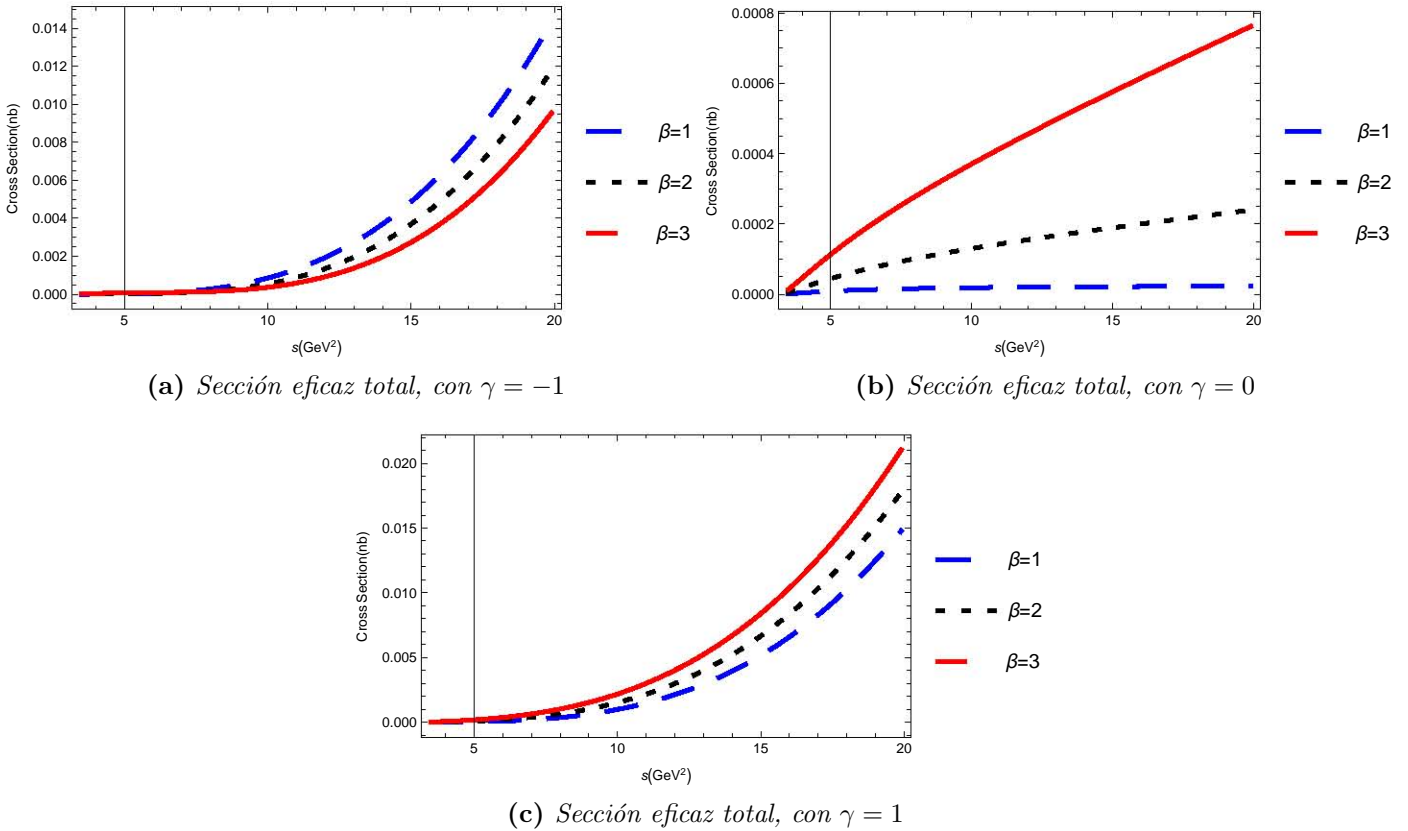 0.014
0.012
0.010
0.008
0.006
0.004
0.002
0.000
Cross Section(nb)
5
10
15
20
s(GeV²)
β=1
β=2
β=3
(a) Sección eficaz total, con γ = −1
0.0008
0.0006
0.0004
0.0002
0.0000
Cross Section(nb)
5
10
15
20
s(GeV²)
β=1
β=2
β=3
(b) Sección eficaz total, con γ = 0
0.020
0.015
0.010
0.005
0.000
Cross Section(nb)
5
10
15
20
s(GeV²)
β=1
β=2
β=3
(c) Sección eficaz total, con γ = 1